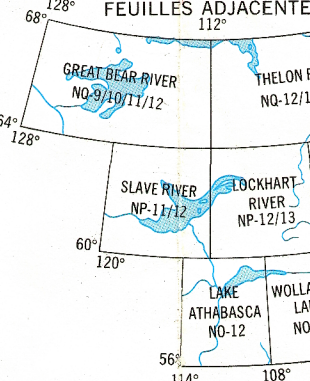 FEUILLES ADJACENTE
128°
112°
68°
GREAT BEAR RIVER
NQ-9/10/11/12
THELON
NQ-12/1
64°
128°
SLAVE RIVER
NP-11/12
LOCKHART
RIVER
NP-12/13
60°
120°
LAKE
ATHABASCA
NO-12
WOLLA
LA
NO
56°
114°
108°